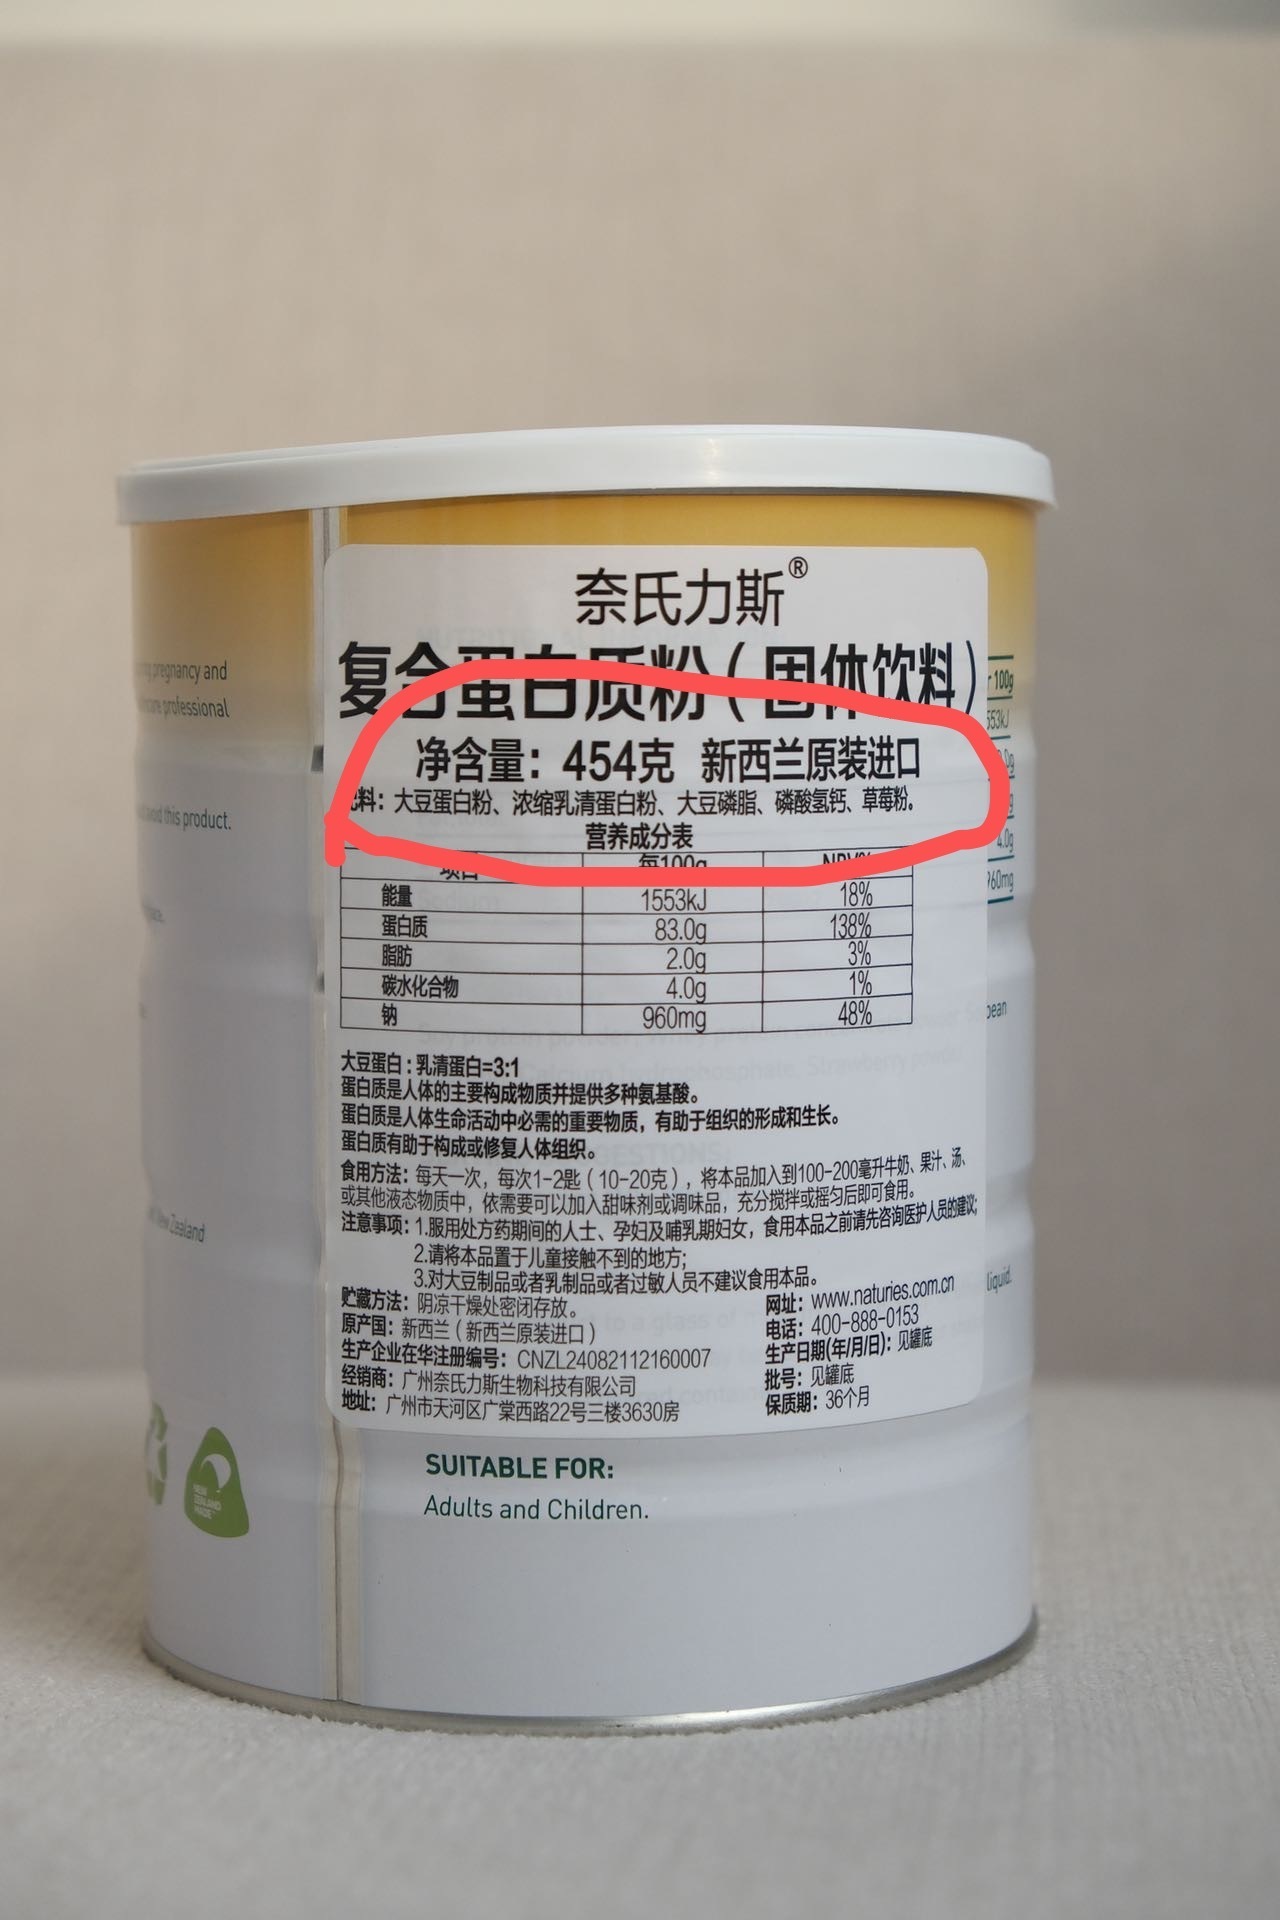 奈氏力斯®
复合蛋白质粉（固体饮料）
净含量：454克 新西兰原装进口
料：大豆蛋白粉、浓缩乳清蛋白粉、大豆磷脂、磷酸氢钙、草莓粉。
营养成分表
项目 每100g NRV%
能量 1553kJ 18%
蛋白质 83.0g 138%
脂肪 2.0g 3%
碳水化合物 4.0g 1%
钠 960mg 48%
大豆蛋白：乳清蛋白=3:1
蛋白质是人体的主要构成物质并提供多种氨基酸。
蛋白质是人体生命活动中必需的重要物质，有助于组织的形成和生长。
蛋白质有助于构成或修复人体组织。
食用方法：每天一次，每次1-2匙（10-20克），将本品加入到100-200毫升牛奶、果汁、汤、
或其他液态物质中，依需要可以加入甜味剂或调味品，充分搅拌或摇匀后即可食用。
注意事项：1.服用处方药期间的人士、孕妇及哺乳期妇女，食用本品之前请先咨询医护人员的建议；
2.请将本品置于儿童接触不到的地方；
3.对大豆制品或者乳制品或者过敏人员不建议食用本品。
贮藏方法：阴凉干燥处密闭存放。
原产国：新西兰（新西兰原装进口）
生产企业在华注册编号：CNZL24082112160007
经销商：广州奈氏力斯生物科技有限公司
地址：广州市天河区广棠西路22号三楼3630房
网址：www.naturies.com.cn
电话：400-888-0153
生产日期(年/月/日)：见罐底
批号：见罐底
保质期：36个月
SUITABLE FOR:
Adults and Children.
pregnancy and
professional
avoid this product.
New Zealand
NEW ZEALAND MADE
100g
4.0g
960mg
liquid.